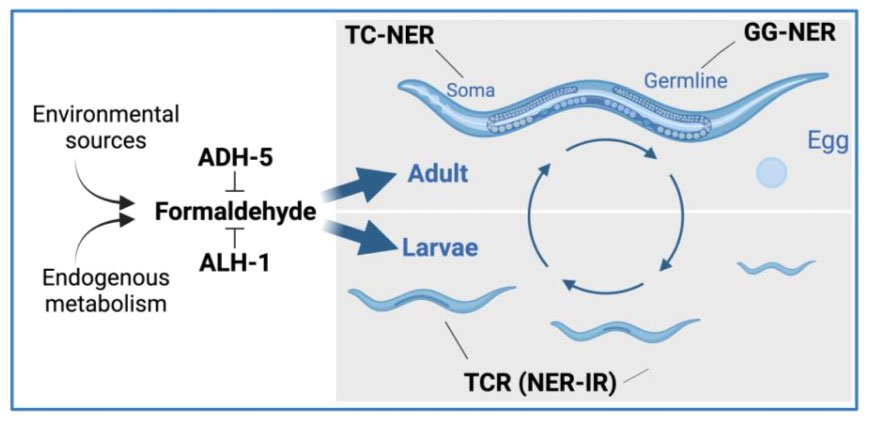 TC-NER
GG-NER
Soma
Germline
Environmental
sources
ADH-5
Egg
Adult
Formaldehyde
Larvae
ALH-1
Endogenous
metabolism
TCR (NER-IR)